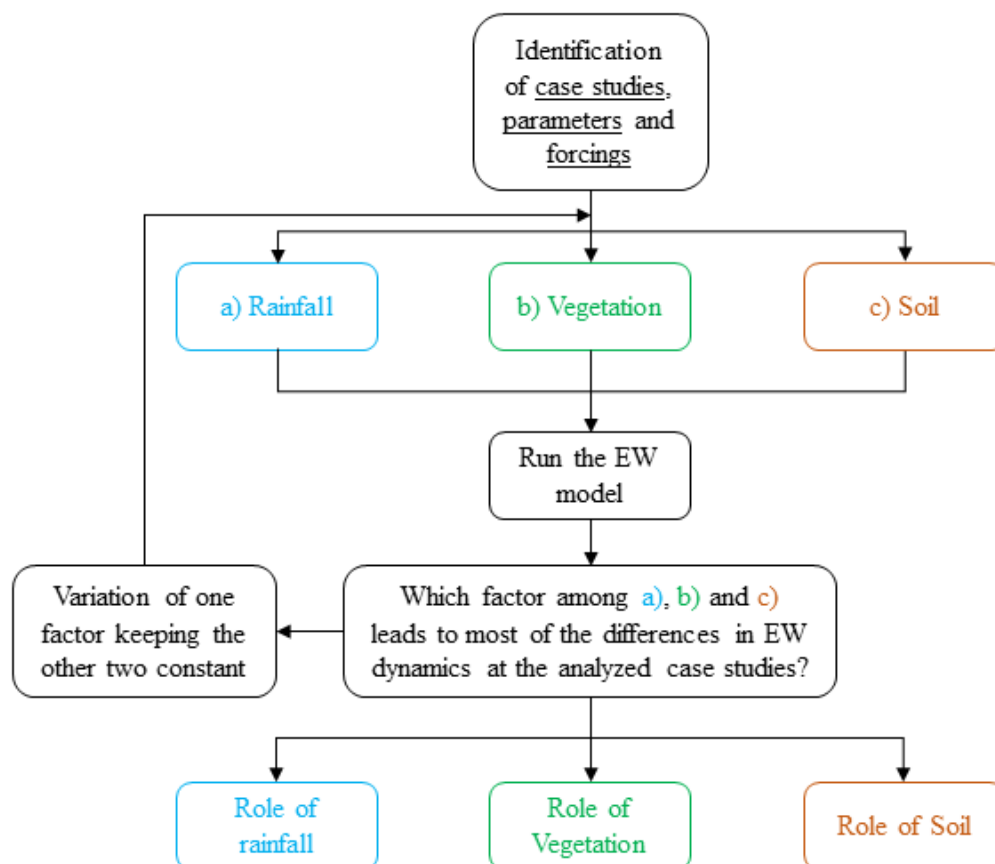 Identification
of case studies,
parameters and
forcings
a) Rainfall
b) Vegetation
c) Soil
Run the EW
model
Variation of one
factor keeping the
other two constant
Which factor among a), b) and c)
leads to most of the differences in EW
dynamics at the analyzed case studies?
Role of
rainfall
Role of
Vegetation
Role of Soil